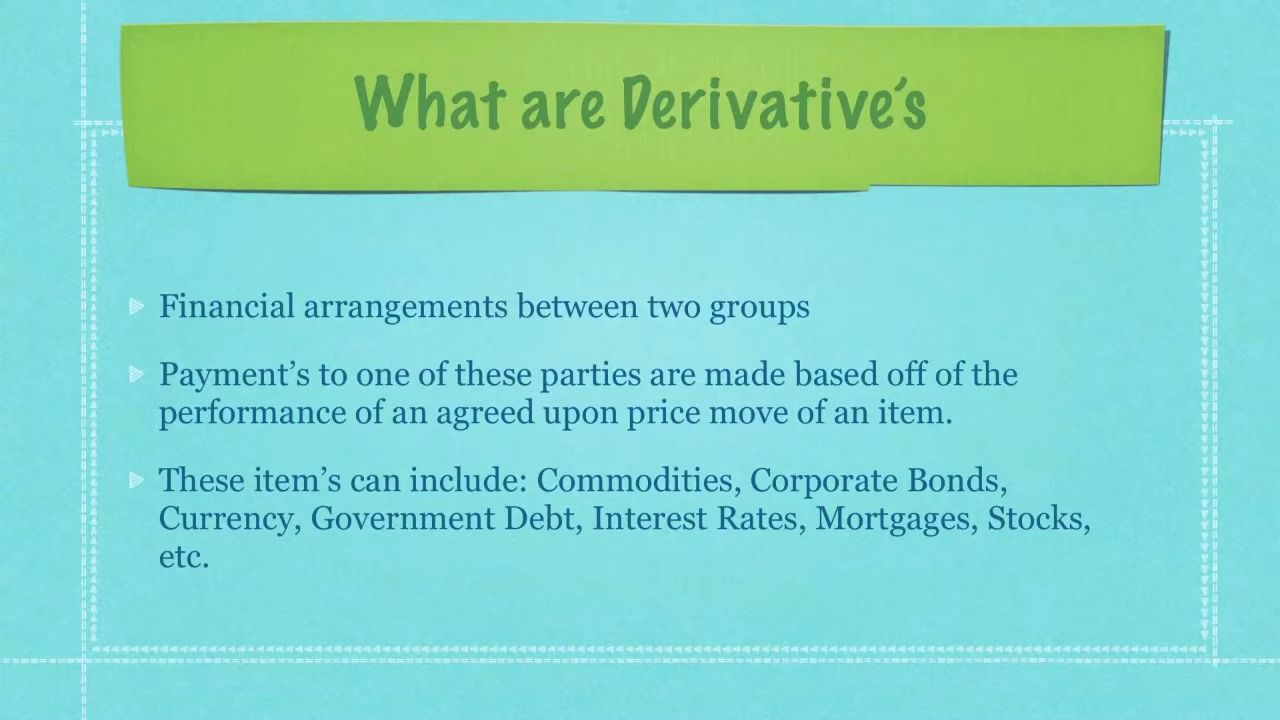 What are Derivative's
Financial arrangements between two groups
Payment’s to one of these parties are made based off of the
performance of an agreed upon price move of an item.
These item’s can include: Commodities, Corporate Bonds,
Currency, Government Debt, Interest Rates, Mortgages, Stocks,
etc.